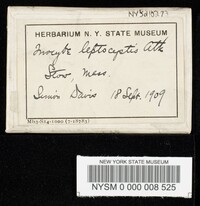 HERBARIUM N. Y. STATE MUSEUM
Inocybe leptocystis Atk
Stow, Mass.
Simon Davis 18 Sept. 1909
NEW YORK STATE MUSEUM
NYSM 0 000 008 525